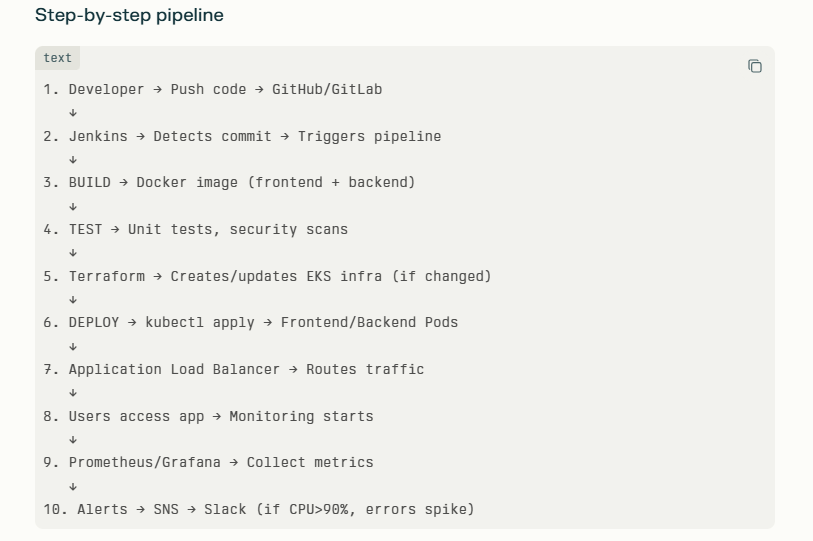 Step-by-step pipeline
text
1. Developer → Push code → GitHub/GitLab
↓
2. Jenkins → Detects commit → Triggers pipeline
↓
3. BUILD → Docker image (frontend + backend)
↓
4. TEST → Unit tests, security scans
↓
5. Terraform → Creates/updates EKS infra (if changed)
↓
6. DEPLOY → kubectl apply → Frontend/Backend Pods
↓
7. Application Load Balancer → Routes traffic
↓
8. Users access app → Monitoring starts
↓
9. Prometheus/Grafana → Collect metrics
↓
10. Alerts → SNS → Slack (if CPU>90%, errors spike)